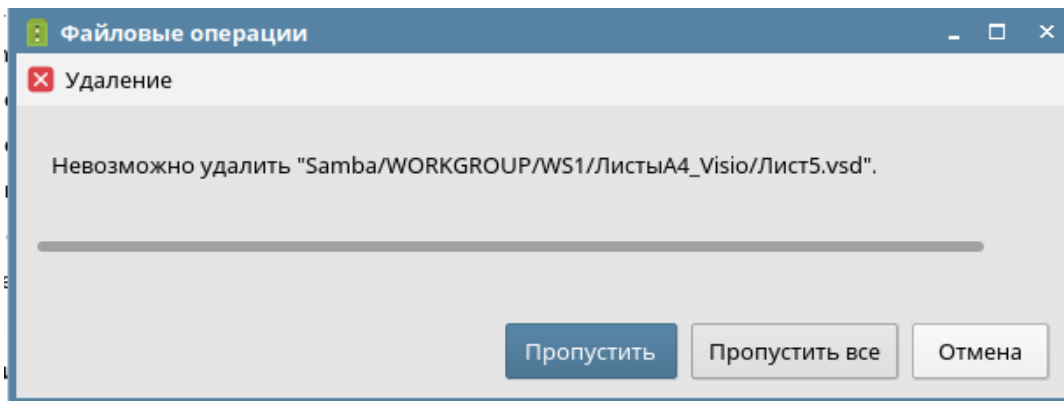 Файловые операции
Удаление
Невозможно удалить "Samba/WORKGROUP/WS1/ЛистыА4_Visio/Лист5.vsd".
Пропустить
Пропустить все
Отмена